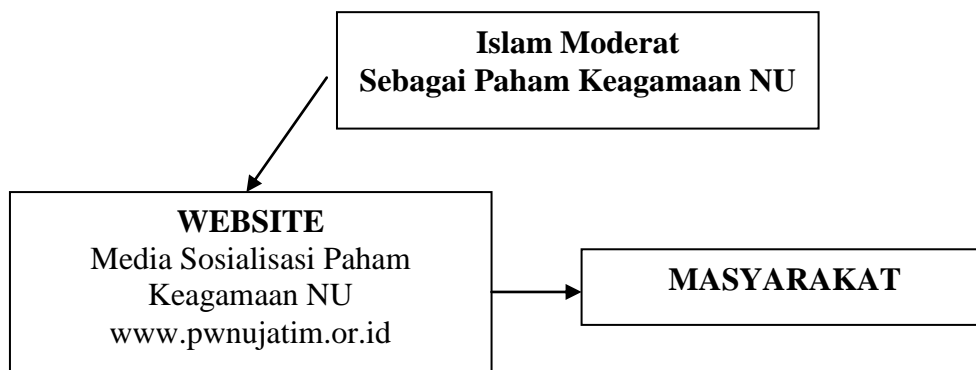 Islam Moderat
Sebagai Paham Keagamaan NU
WEBSITE
Media Sosialisasi Paham
Keagamaan NU
www.pwnujatim.or.id
MASYARAKAT